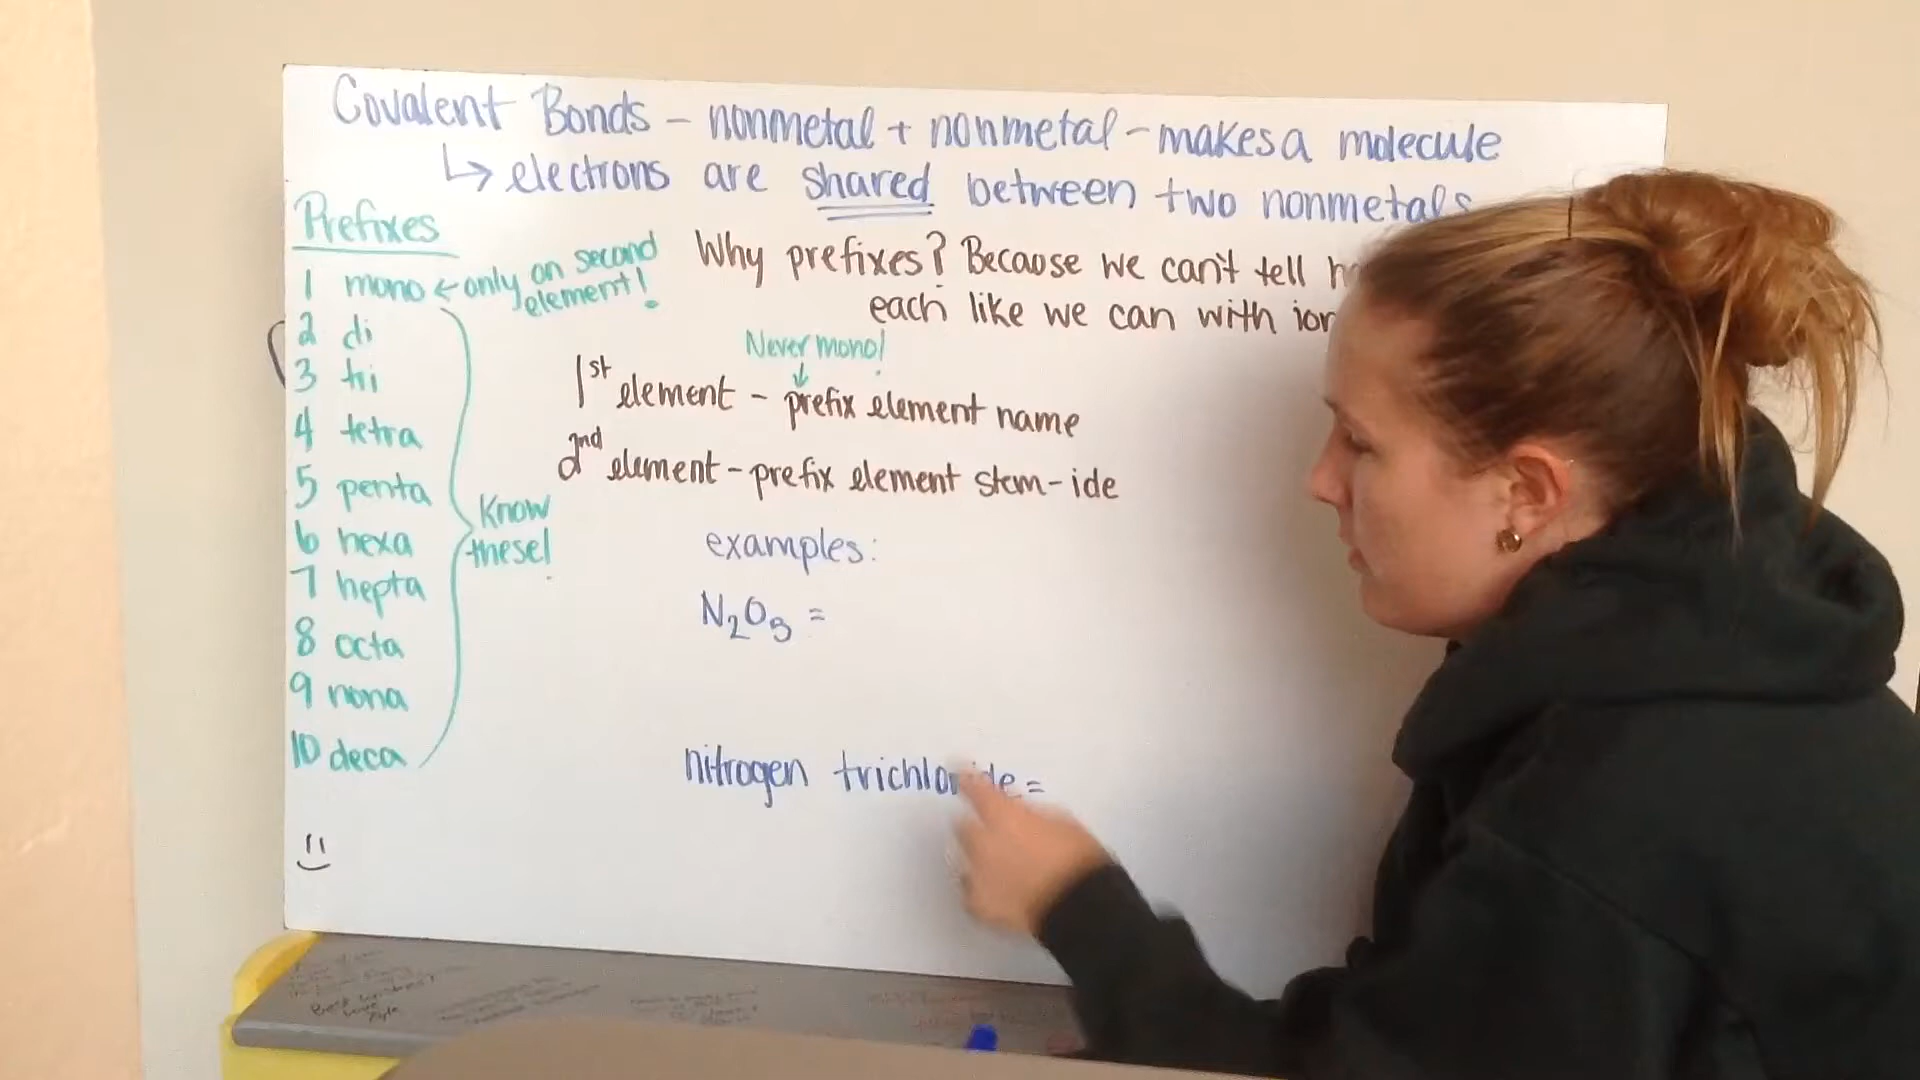 Covalent Bonds - nonmetal + nonmetal - makes a molecule
↳ electrons are shared between two nonmetals
Prefixes
1 mono ← only on second element!
2 di
3 tri
4 tetra
5 penta
6 hexa
7 hepta
8 octa
9 nona
10 deca
Know
these!
Why prefixes? Because we can't tell
each like we can with
Never mono!
↓
1st element - prefix element name
2nd element - prefix element stem-ide
examples:
N2O3 =
nitrogen trichloride =